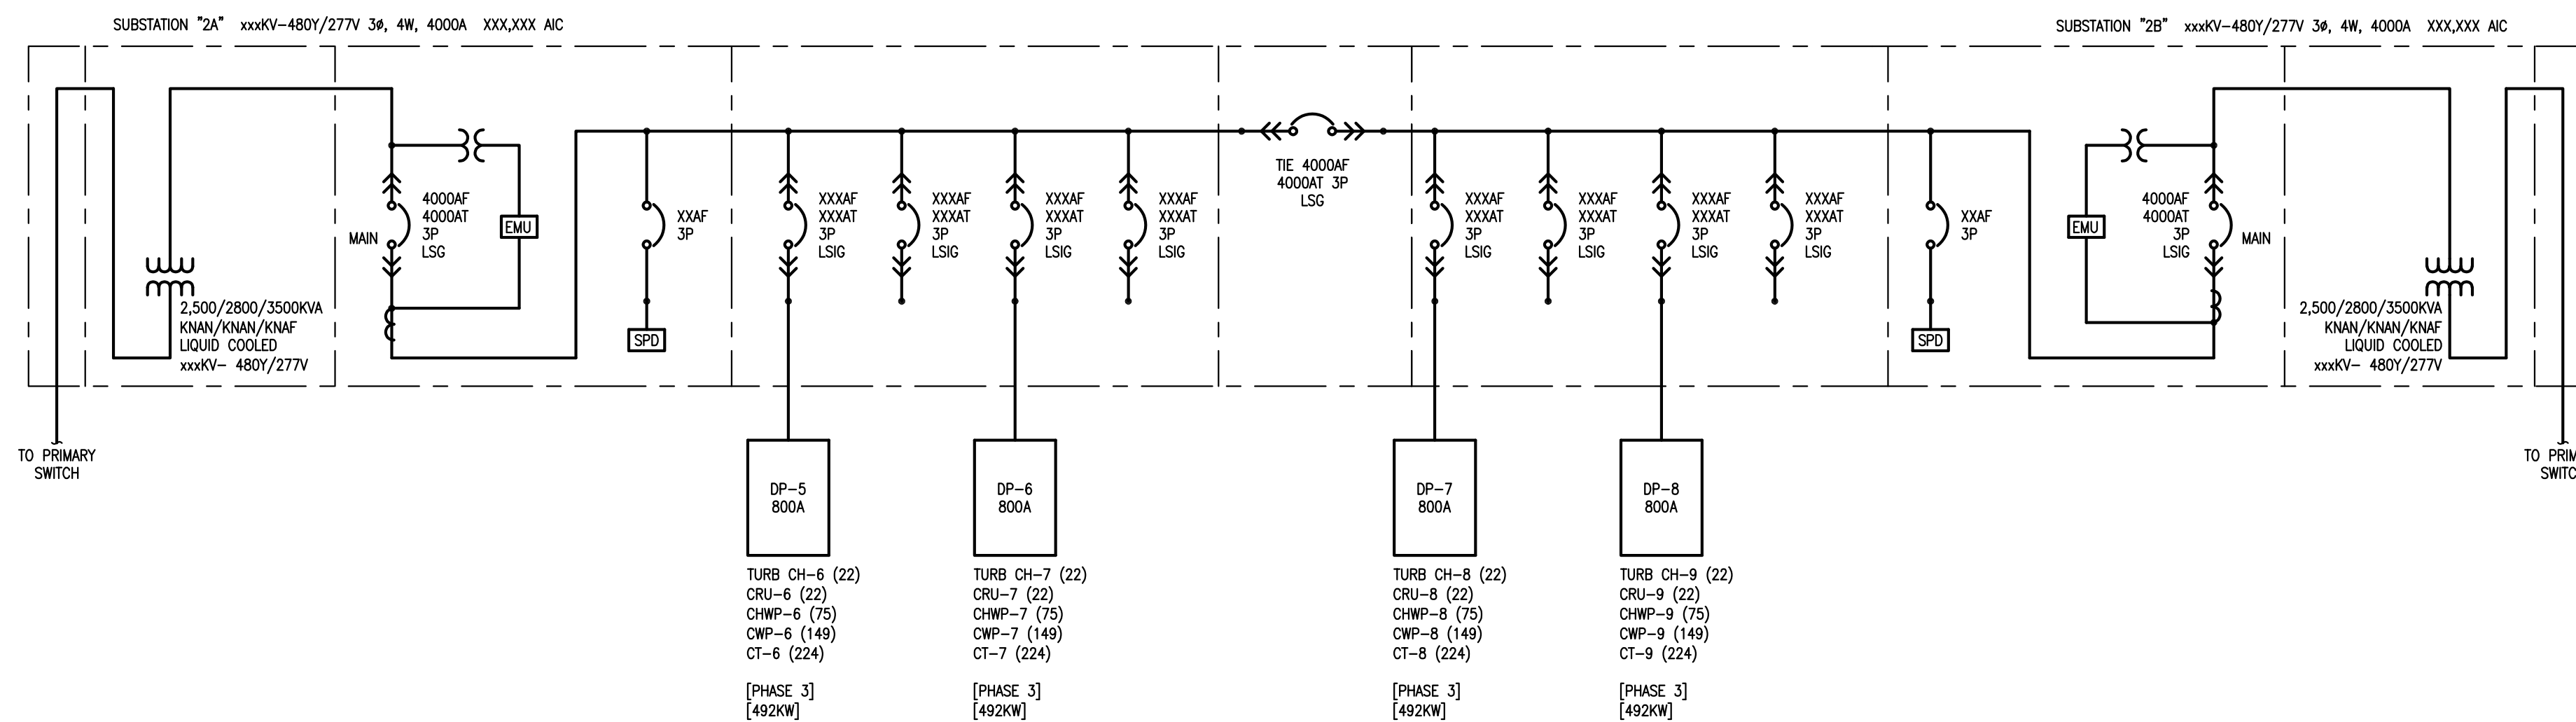 SUBSTATION "2A" xxxKV-480Y/277V 3ø, 4W, 4000A XXX,XXX AIC
SUBSTATION "2B" xxxKV-480Y/277V 3ø, 4W, 4000A XXX,XXX AIC
TO PRIMARY
SWITCH
2,500/2800/3500KVA
KNAN/KNAN/KNAF
LIQUID COOLED
xxxKV- 480Y/277V
MAIN
4000AF
4000AT
3P
LSG
EMU
XXAF
3P
SPD
XXXAF
XXXAT
3P
LSIG
XXXAF
XXXAT
3P
LSIG
XXXAF
XXXAT
3P
LSIG
XXXAF
XXXAT
3P
LSIG
TIE 4000AF
4000AT 3P
LSG
XXXAF
XXXAT
3P
LSIG
XXXAF
XXXAT
3P
LSIG
XXXAF
XXXAT
3P
LSIG
XXXAF
XXXAT
3P
LSIG
XXAF
3P
SPD
EMU
4000AF
4000AT
3P
LSIG
MAIN
2,500/2800/3500KVA
KNAN/KNAN/KNAF
LIQUID COOLED
xxxKV- 480Y/277V
TO PRIM
SWITC
DP-5
800A
TURB CH-6 (22)
CRU-6 (22)
CHWP-6 (75)
CWP-6 (149)
CT-6 (224)
[PHASE 3]
[492KW]
DP-6
800A
TURB CH-7 (22)
CRU-7 (22)
CHWP-7 (75)
CWP-7 (149)
CT-7 (224)
[PHASE 3]
[492KW]
DP-7
800A
TURB CH-8 (22)
CRU-8 (22)
CHWP-8 (75)
CWP-8 (149)
CT-8 (224)
[PHASE 3]
[492KW]
DP-8
800A
TURB CH-9 (22)
CRU-9 (22)
CHWP-9 (75)
CWP-9 (149)
CT-9 (224)
[PHASE 3]
[492KW]